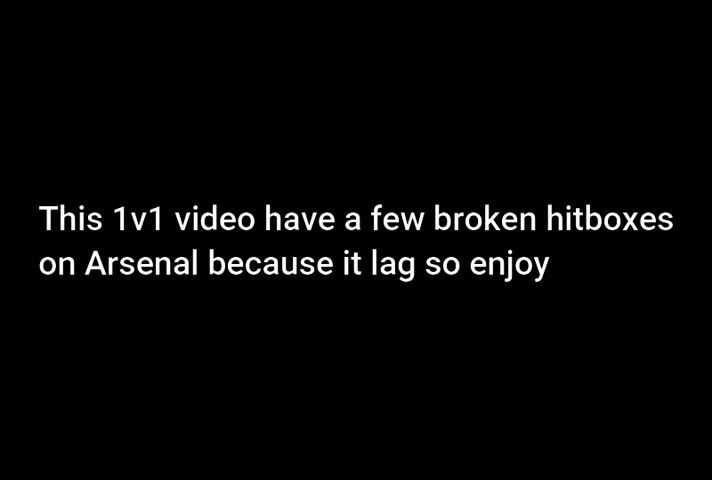 This 1v1 video have a few broken hitboxes
on Arsenal because it lag so enjoy